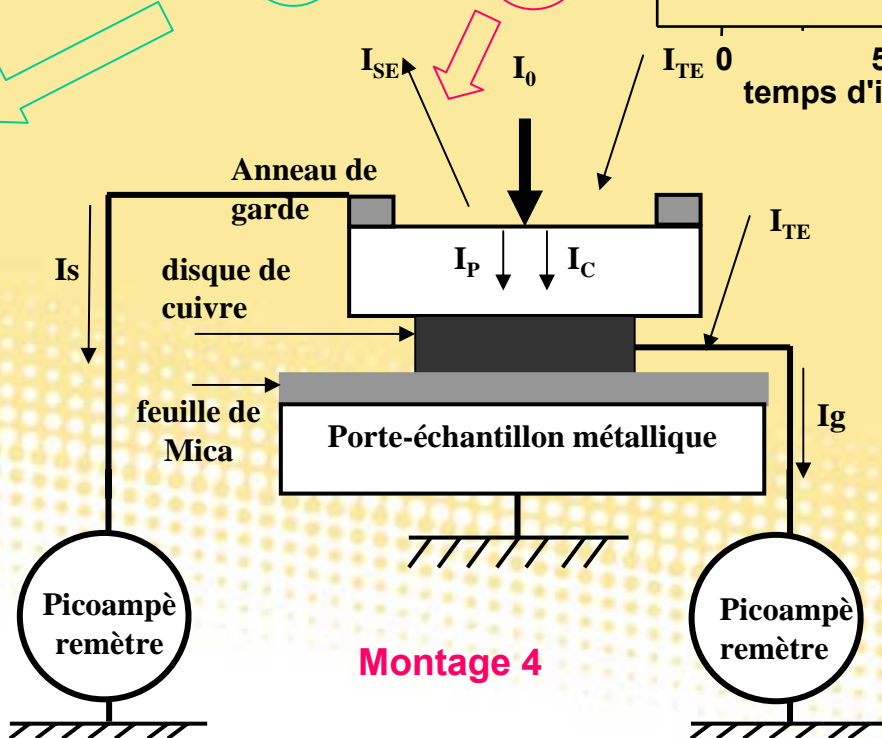 I_SE
I_0
I_TE
0
5
temps d'i
Anneau de
garde
I_TE
Is
disque de
cuivre
I_P
I_C
feuille de
Mica
Porte-échantillon métallique
Ig
Picoampè
remètre
Picoampè
remètre
Montage 4